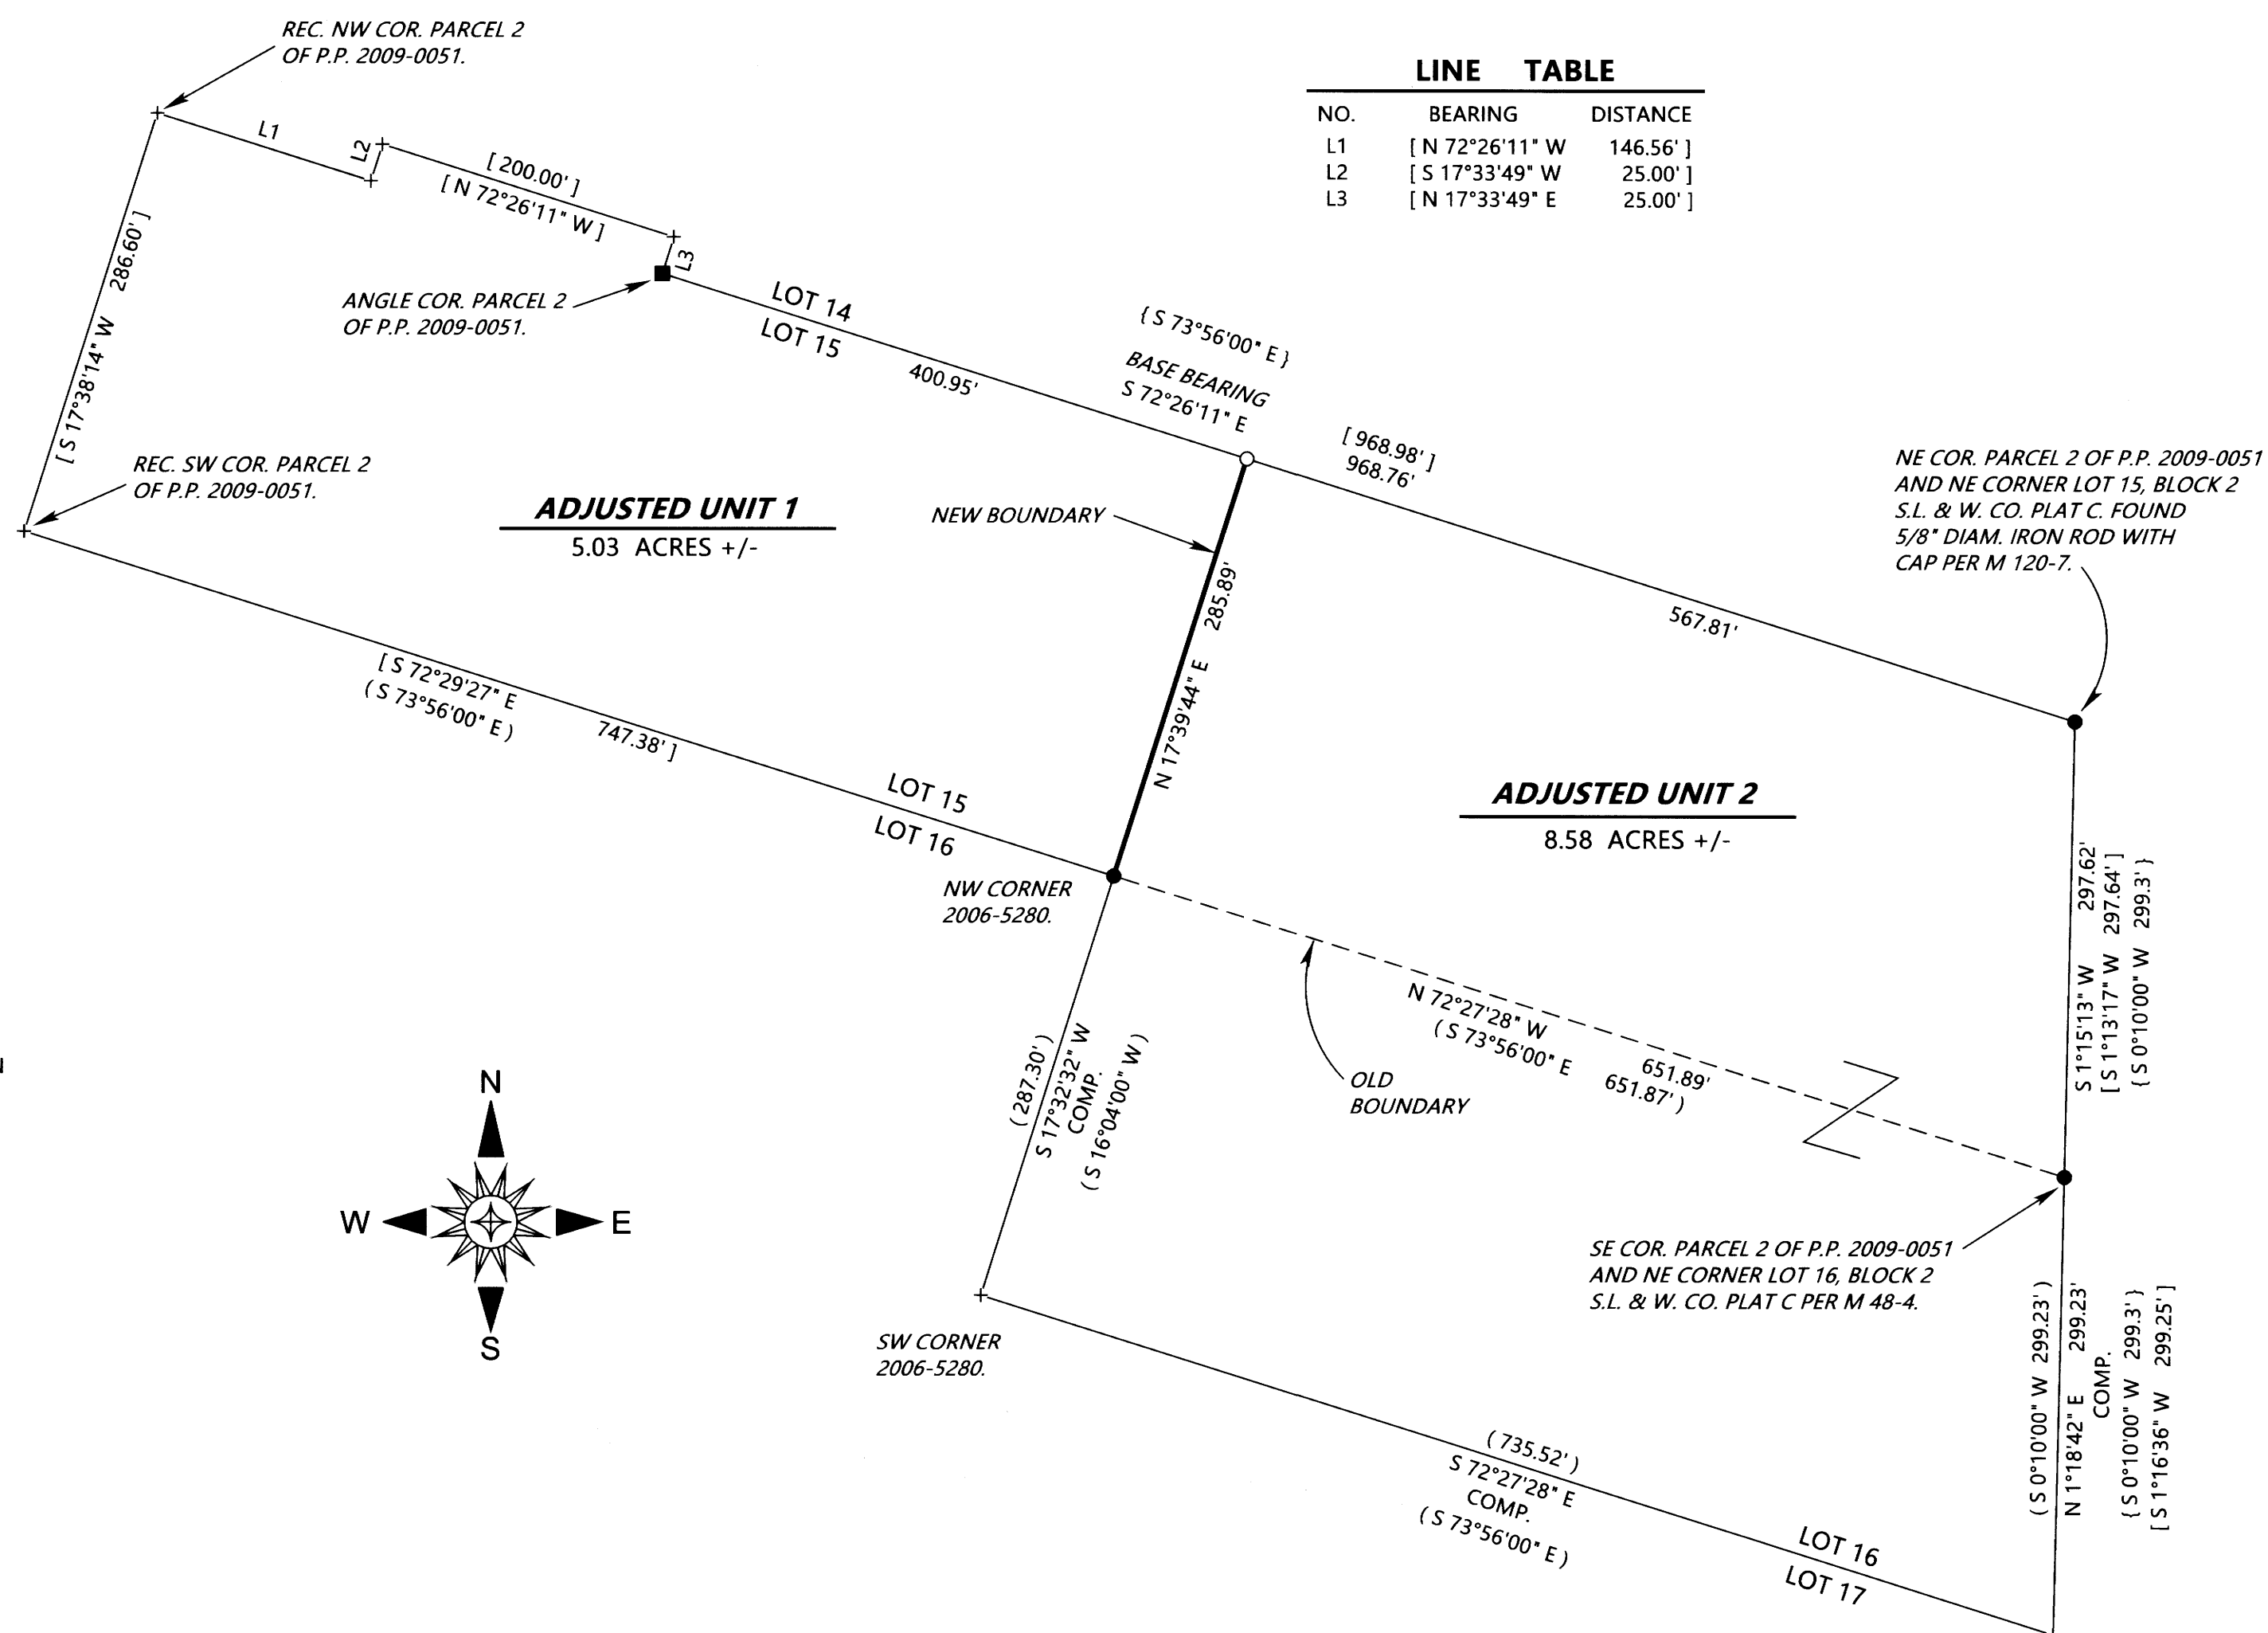 REC. NW COR. PARCEL 2
OF P.P. 2009-0051.
LINE TABLE
NO. BEARING DISTANCE
L1 [ N 72°26'11" W 146.56' ]
L2 [ S 17°33'49" W 25.00' ]
L3 [ N 17°33'49" E 25.00' ]
L1
L2
[ 200.00' ]
[ N 72°26'11" W ]
L3
[ S 17°38'14" W 286.60' ]
ANGLE COR. PARCEL 2
OF P.P. 2009-0051.
LOT 14
LOT 15
400.95'
{ S 73°56'00" E }
BASE BEARING
S 72°26'11" E
[ 968.98' ]
968.76'
NE COR. PARCEL 2 OF P.P. 2009-0051
AND NE CORNER LOT 15, BLOCK 2
S.L. & W. CO. PLAT C. FOUND
5/8" DIAM. IRON ROD WITH
CAP PER M 120-7.
REC. SW COR. PARCEL 2
OF P.P. 2009-0051.
ADJUSTED UNIT 1
5.03 ACRES +/-
NEW BOUNDARY
N 17°39'44" E 285.89'
567.81'
[ S 72°29'27" E 747.38' ]
( S 73°56'00" E )
LOT 15
LOT 16
ADJUSTED UNIT 2
8.58 ACRES +/-
NW CORNER
2006-5280.
S 1°15'13" W 297.62'
[ S 1°13'17" W 297.64' ]
{ S 0°10'00" W 299.3' }
N 72°27'28" W 651.89'
( S 73°56'00" E 651.87' )
OLD
BOUNDARY
( 287.30' )
S 17°32'32" W
COMP.
( S 16°04'00" W )
N
W
E
S
SE COR. PARCEL 2 OF P.P. 2009-0051
AND NE CORNER LOT 16, BLOCK 2
S.L. & W. CO. PLAT C PER M 48-4.
SW CORNER
2006-5280.
( S 0°10'00" W 299.23' )
N 1°18'42" E 299.23'
COMP.
{ S 0°10'00" W 299.3' }
[ S 1°16'36" W 299.25' ]
( 735.52' )
S 72°27'28" E
COMP.
( S 73°56'00" E )
LOT 16
LOT 17